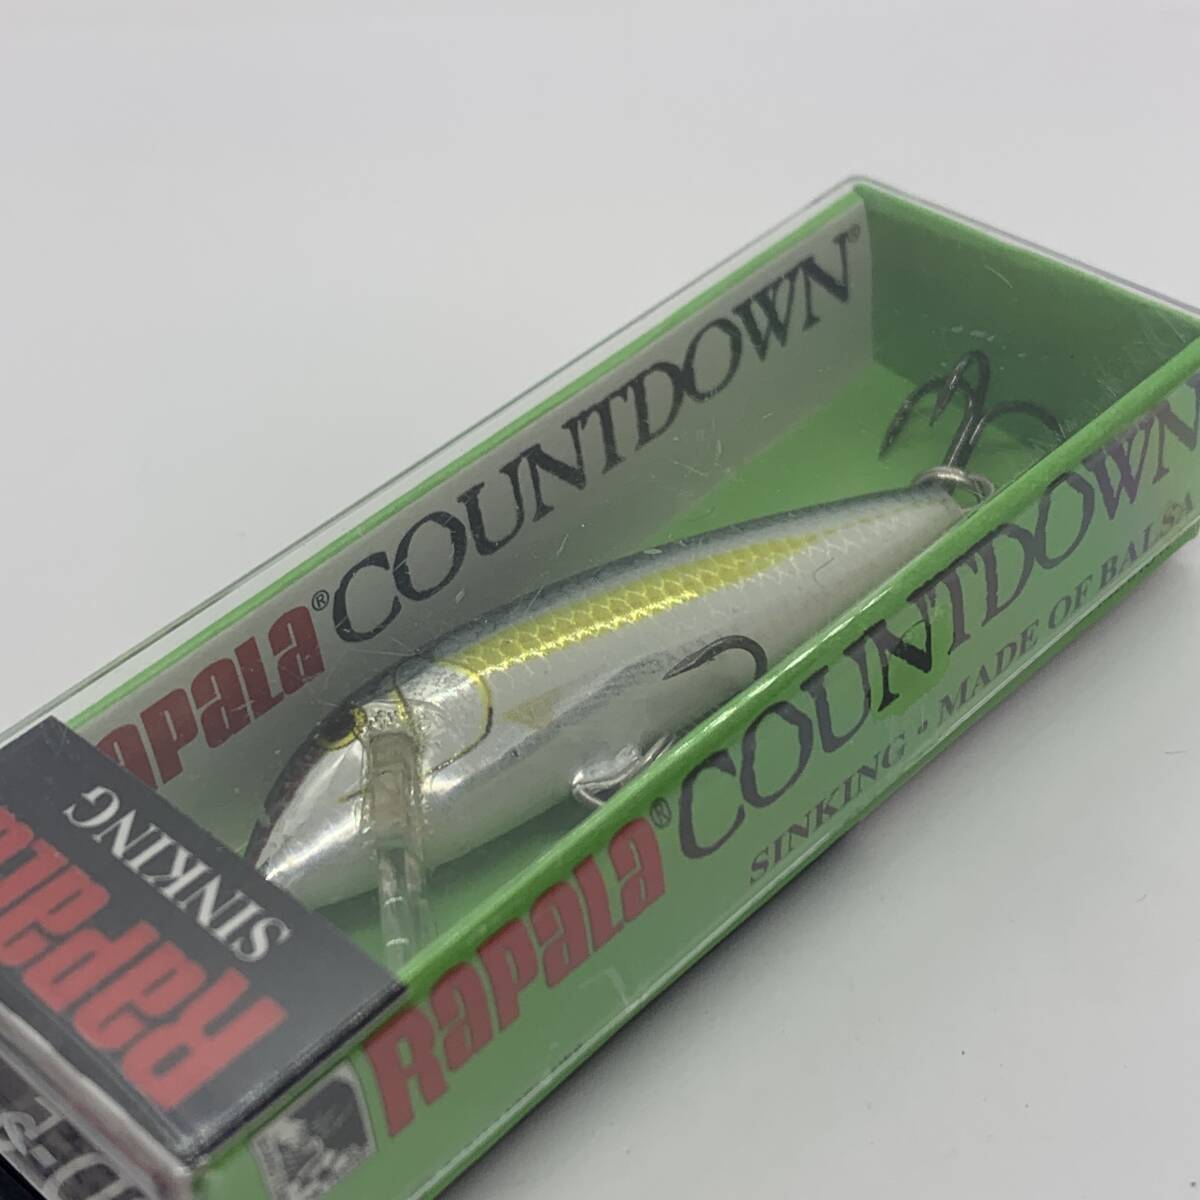 Rapala® COUNTDOWN®
Rapala® COUNTDOWN
SINKING • MADE OF BALSA
Rapala
SINKING